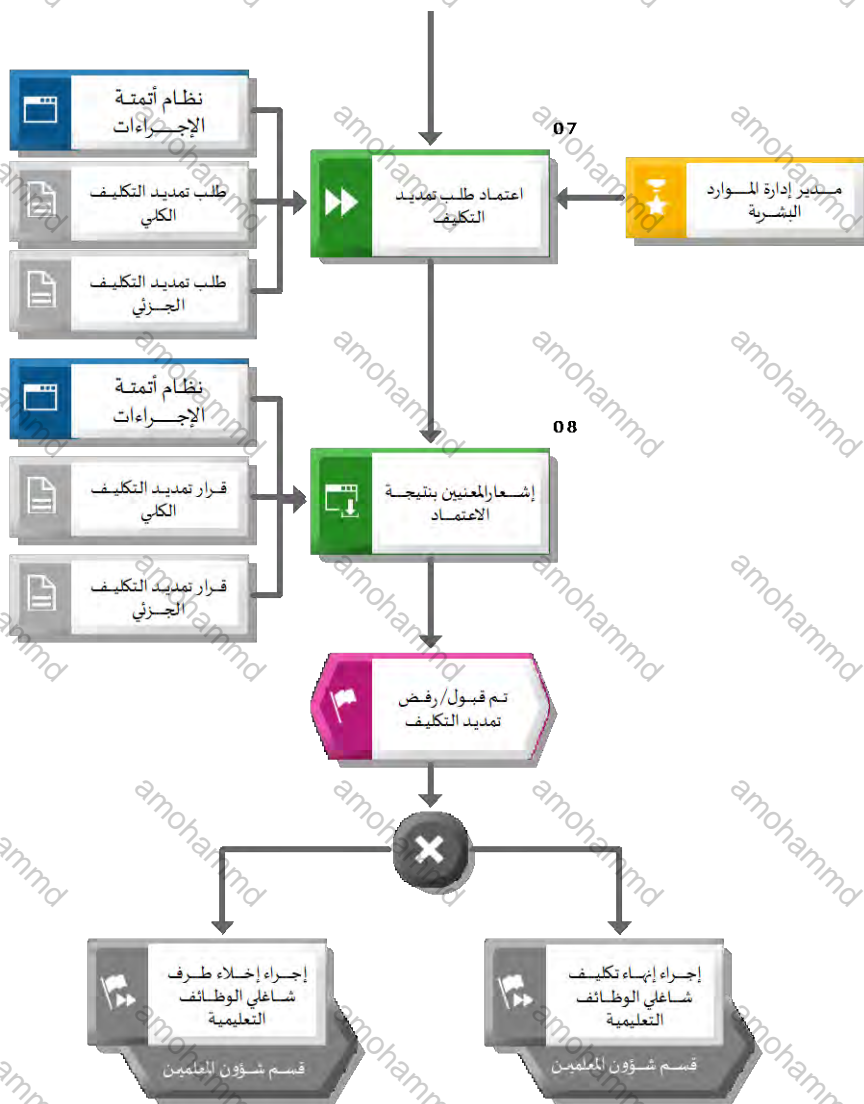 07
نظام أتمتة
الإجراءات
طلب تمديد التكليف
الكلي
طلب تمديد التكليف
الجزئي
اعتماد طلب تمديد
التكليف
مدير إدارة الموارد
البشرية
08
نظام أتمتة
الإجراءات
قرار تمديد التكليف
الكلي
قرار تمديد التكليف
الجزئي
إشعار المعنيين بنتيجة
الاعتماد
تم قبول/رفض
تمديد التكليف
إجراء إنهاء تكليف
شاغلي الوظائف
التعليمية
قسم شؤون المعلمين
إجراء إخلاء طرف
شاغلي الوظائف
التعليمية
قسم شؤون المعلمين
amohammd